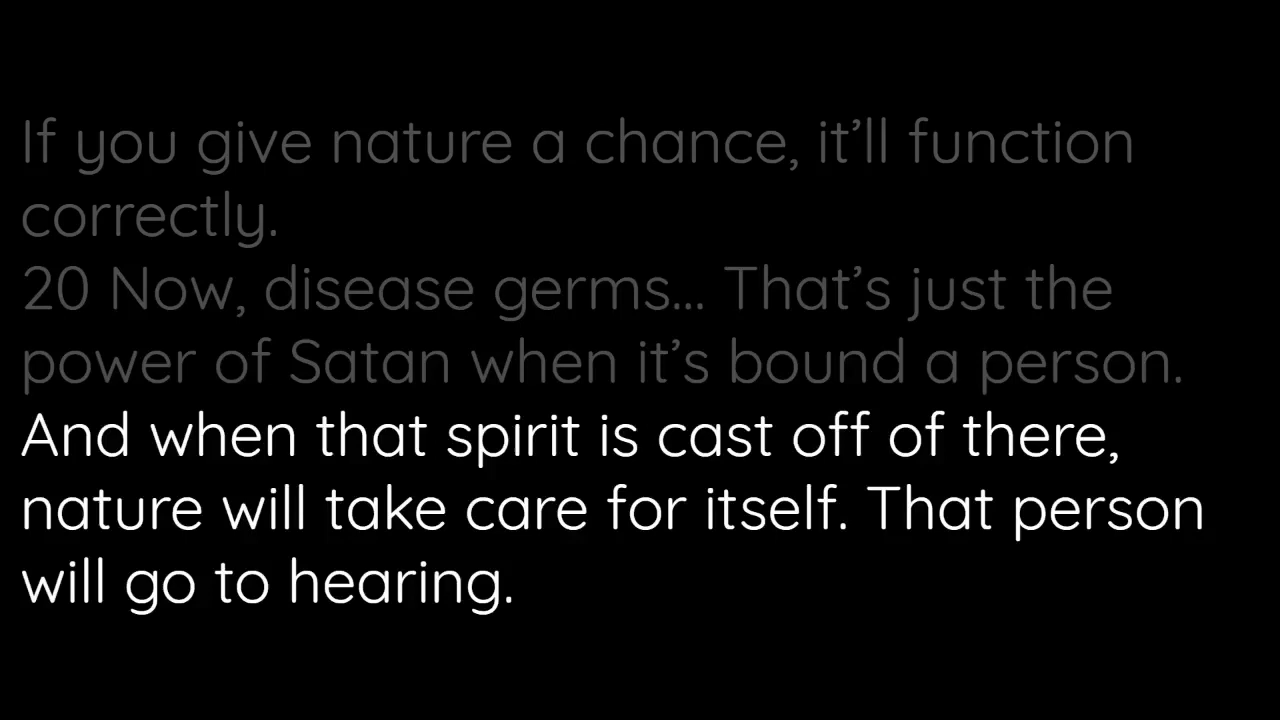 If you give nature a chance, it’ll function
correctly.
20 Now, disease germs... That’s just the
power of Satan when it’s bound a person.
And when that spirit is cast off of there,
nature will take care for itself. That person
will go to hearing.